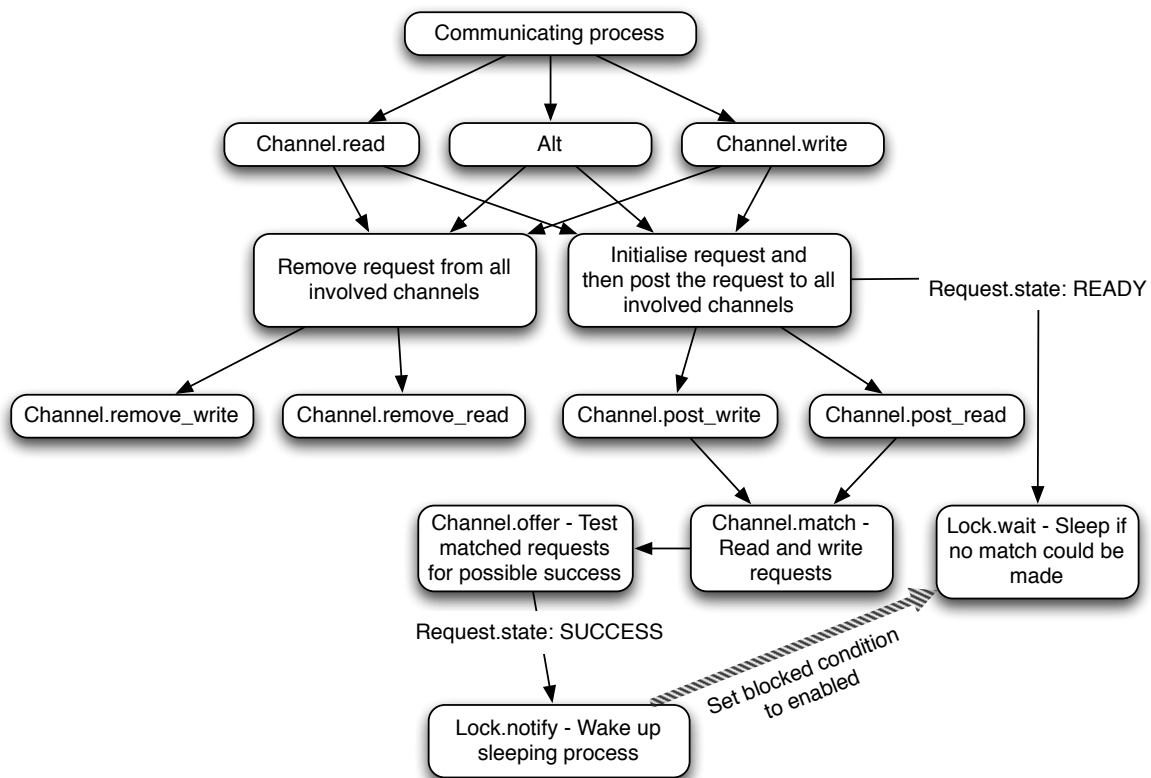 Communicating process
Channel.read
Alt
Channel.write
Remove request from all
involved channels
Initialise request and
then post the request to all
involved channels
Request.state: READY
Channel.remove_write
Channel.remove_read
Channel.post_write
Channel.post_read
Channel.offer - Test
matched requests
for possible success
Channel.match -
Read and write
requests
Lock.wait - Sleep if
no match could be
made
Request.state: SUCCESS
Set blocked condition
to enabled
Lock.notify - Wake up
sleeping process